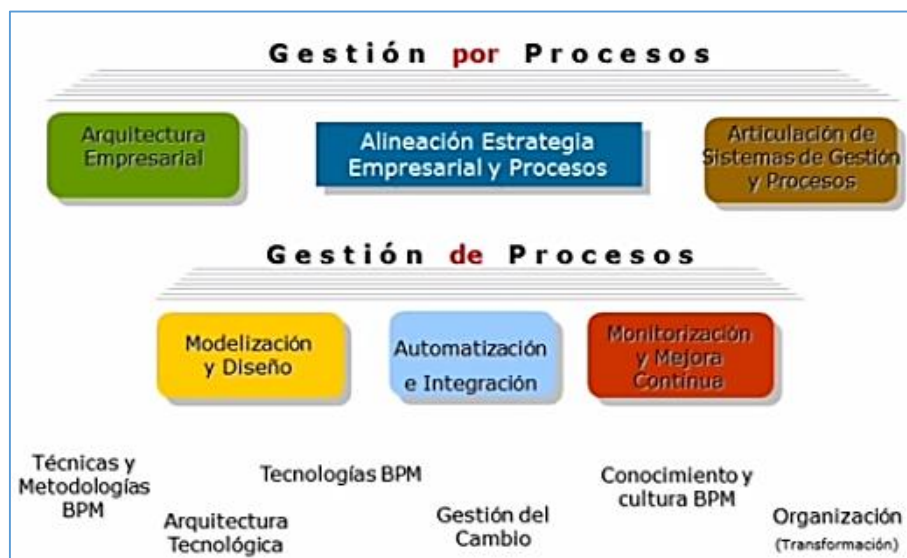 Gestión por Procesos
Arquitectura
Empresarial
Alineación Estrategia
Empresarial y Procesos
Articulación de
Sistemas de Gestión
y Procesos
Gestión de Procesos
Modelización
y Diseño
Automatización
e Integración
Monitorización
y Mejora
Contínua
Técnicas y
Metodologías
BPM
Tecnologías BPM
Conocimiento y
cultura BPM
Arquitectura
Tecnológica
Gestión del
Cambio
Organización
(Transformación)